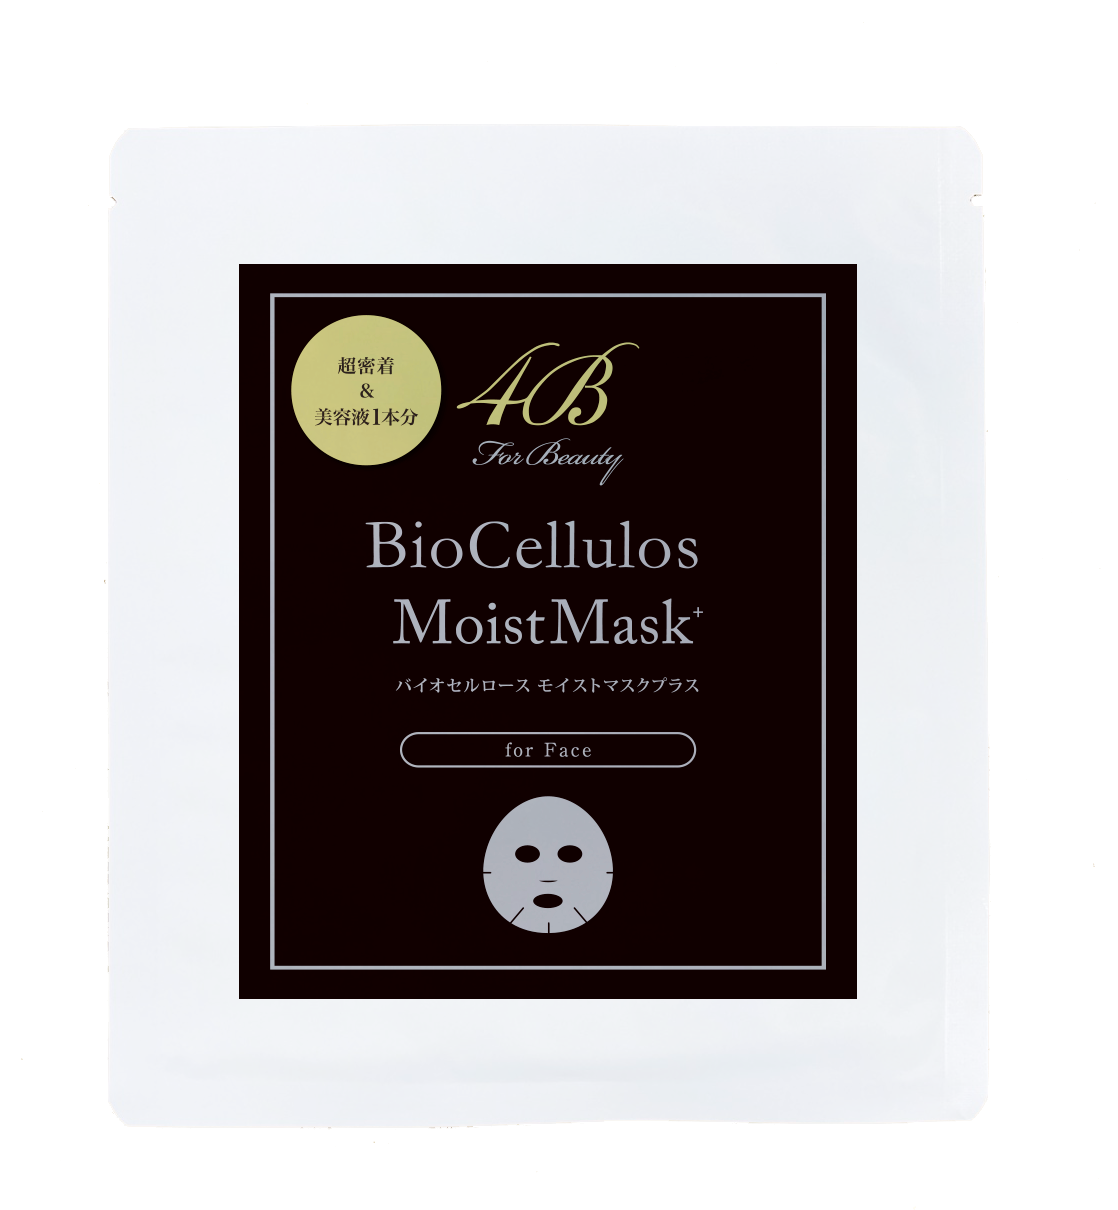 超密着
&
美容液1本分
4B
For Beauty
BioCellulos
MoistMask+
バイオセルロース モイストマスクプラス
for Face